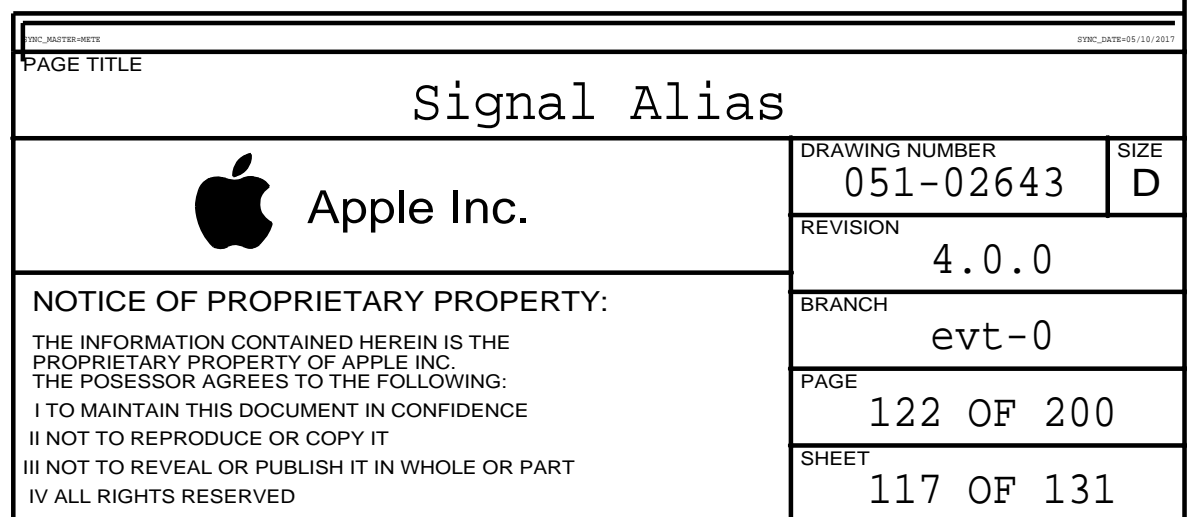 SYNC_MASTER=METE
SYNC_DATE=05/10/2017
PAGE TITLE
Signal Alias
Apple Inc.
DRAWING NUMBER
051-02643
SIZE
D
REVISION
4.0.0
BRANCH
evt-0
PAGE
122 OF 200
SHEET
117 OF 131
NOTICE OF PROPRIETARY PROPERTY:
THE INFORMATION CONTAINED HEREIN IS THE
PROPRIETARY PROPERTY OF APPLE INC.
THE POSESSOR AGREES TO THE FOLLOWING:
I TO MAINTAIN THIS DOCUMENT IN CONFIDENCE
II NOT TO REPRODUCE OR COPY IT
III NOT TO REVEAL OR PUBLISH IT IN WHOLE OR PART
IV ALL RIGHTS RESERVED